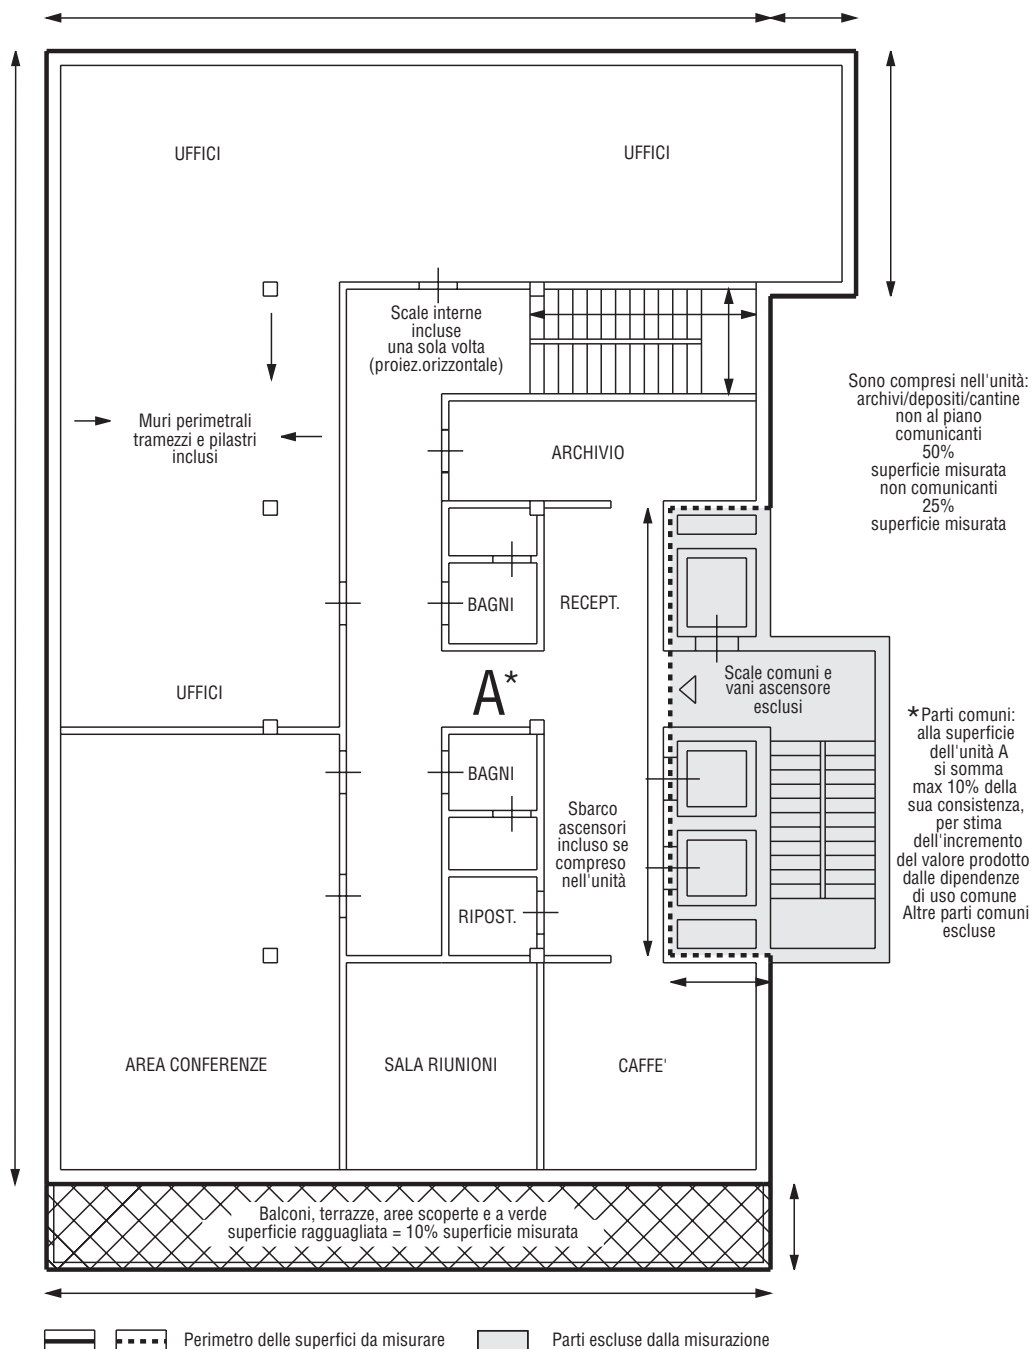 UFFICI
UFFICI
Scale interne
incluse
una sola volta
(proiez.orizzontale)
Sono compresi nell'unità:
archivi/depositi/cantine
non al piano
comunicanti
50%
superficie misurata
non comunicanti
25%
superficie misurata
Muri perimetrali
tramezzi e pilastri
inclusi
ARCHIVIO
BAGNI
RECEPT.
UFFICI
A*
Scale comuni e
vani ascensore
esclusi
*Parti comuni:
alla superficie
dell'unità A
si somma
max 10% della
sua consistenza,
per stima
dell'incremento
del valore prodotto
dalle dipendenze
di uso comune
Altre parti comuni
escluse
BAGNI
Sbarco
ascensori
incluso se
compreso
nell'unità
RIPOST.
AREA CONFERENZE
SALA RIUNIONI
CAFFE'
Balconi, terrazze, aree scoperte e a verde
superficie ragguagliata = 10% superficie misurata
Perimetro delle superfici da misurare
Parti escluse dalla misurazione